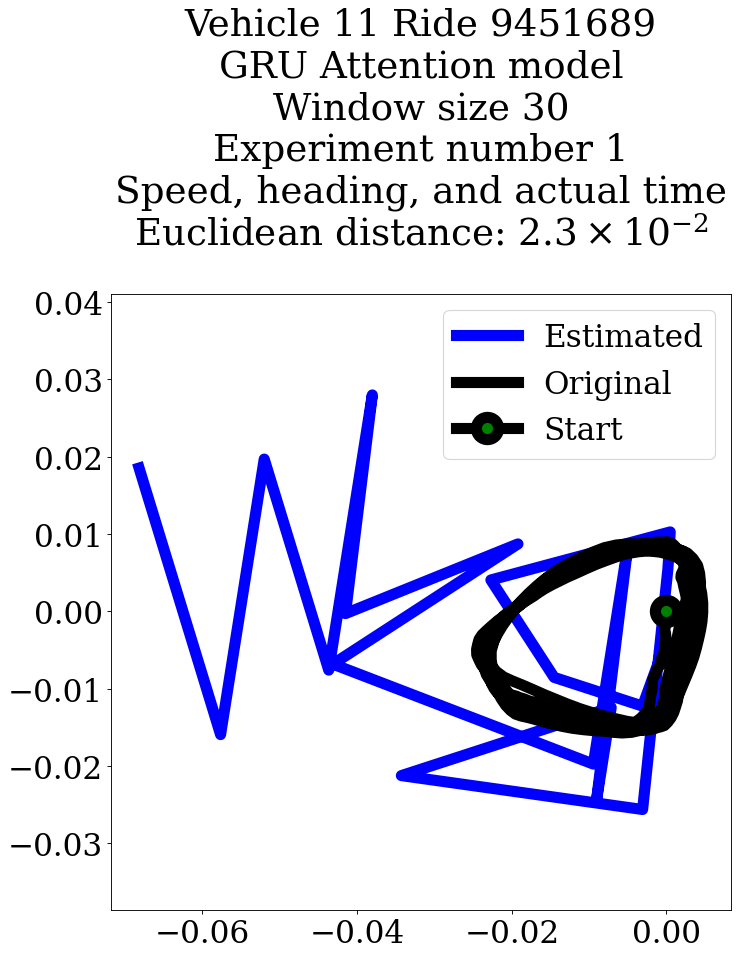 Vehicle 11 Ride 9451689
GRU Attention model
Window size 30
Experiment number 1
Speed, heading, and actual time
Euclidean distance: 2.3 × 10⁻²
0.04
0.03
0.02
0.01
0.00
−0.01
−0.02
−0.03
Estimated
Original
Start
−0.06
−0.04
−0.02
0.00